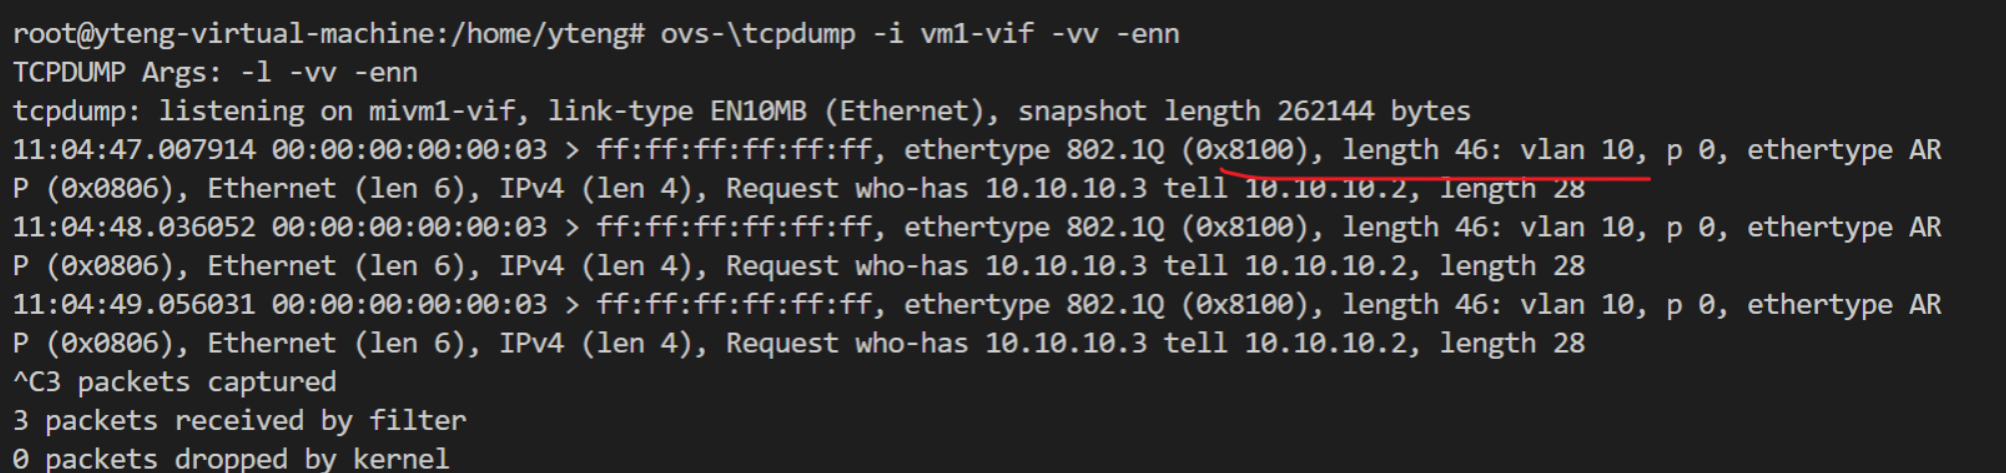 root@yteng-virtual-machine:/home/yteng# ovs-\tcpdump -i vm1-vif -vv -enn
TCPDUMP Args: -l -vv -enn
tcpdump: listening on mivm1-vif, link-type EN10MB (Ethernet), snapshot length 262144 bytes
11:04:47.007914 00:00:00:00:00:03 > ff:ff:ff:ff:ff:ff, ethertype 802.1Q (0x8100), length 46: vlan 10, p 0, ethertype AR
P (0x0806), Ethernet (len 6), IPv4 (len 4), Request who-has 10.10.10.3 tell 10.10.10.2, length 28
11:04:48.036052 00:00:00:00:00:03 > ff:ff:ff:ff:ff:ff, ethertype 802.1Q (0x8100), length 46: vlan 10, p 0, ethertype AR
P (0x0806), Ethernet (len 6), IPv4 (len 4), Request who-has 10.10.10.3 tell 10.10.10.2, length 28
11:04:49.056031 00:00:00:00:00:03 > ff:ff:ff:ff:ff:ff, ethertype 802.1Q (0x8100), length 46: vlan 10, p 0, ethertype AR
P (0x0806), Ethernet (len 6), IPv4 (len 4), Request who-has 10.10.10.3 tell 10.10.10.2, length 28
^C3 packets captured
3 packets received by filter
0 packets dropped by kernel